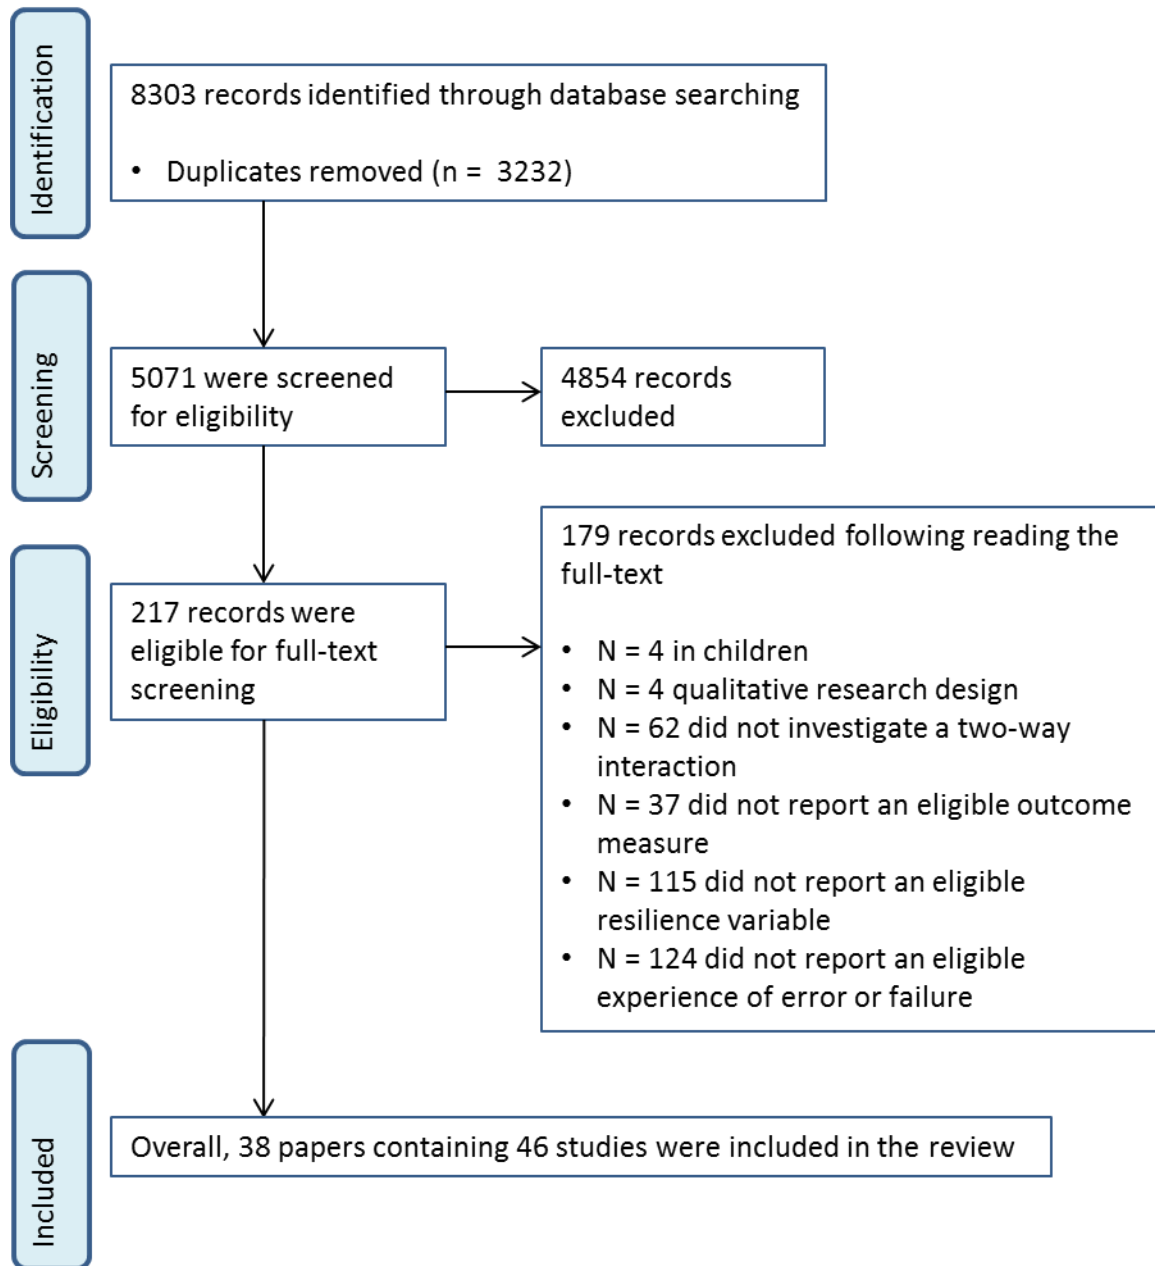 Identification
8303 records identified through database searching
• Duplicates removed (n =  3232)
Screening
5071 were screened
for eligibility
4854 records
excluded
Eligibility
217 records were
eligible for full-text
screening
179 records excluded following reading the
full-text
• N = 4 in children
• N = 4 qualitative research design
• N = 62 did not investigate a two-way
interaction
• N = 37 did not report an eligible outcome
measure
• N = 115 did not report an eligible
resilience variable
• N = 124 did not report an eligible
experience of error or failure
Included
Overall, 38 papers containing 46 studies were included in the review